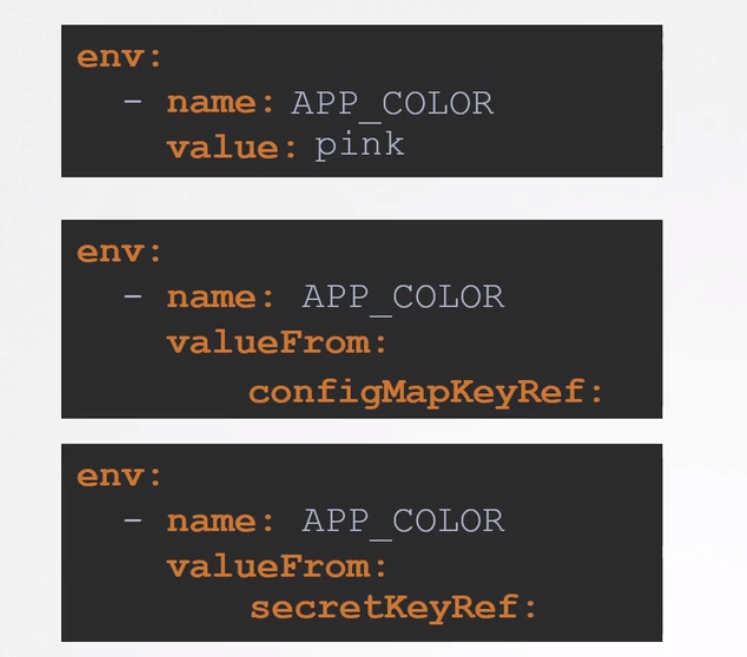 env:
  - name: APP_COLOR
    value: pink
env:
  - name: APP_COLOR
    valueFrom:
        configMapKeyRef:
env:
  - name: APP_COLOR
    valueFrom:
        secretKeyRef: